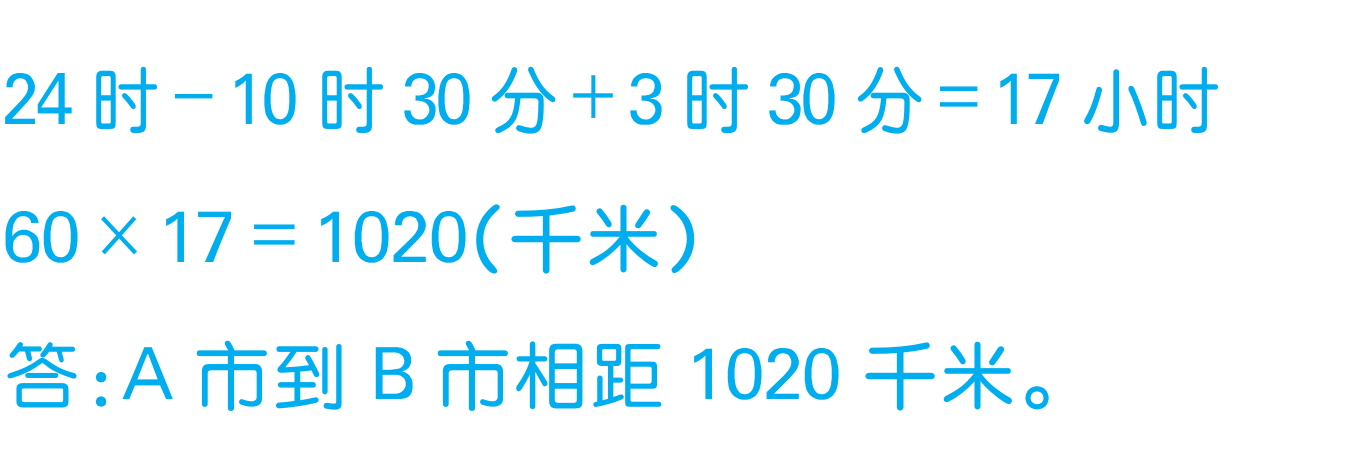 24 时 - 10 时 30 分 + 3 时 30 分 = 17 小时
60 × 17 = 1020(千米)
答:A 市到 B 市相距 1020 千米。